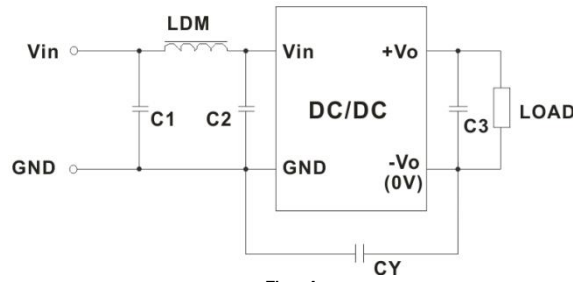 LDM
Vin
Vin
+Vo
C1
C2
DC/DC
C3
LOAD
GND
GND
-Vo
(0V)
CY